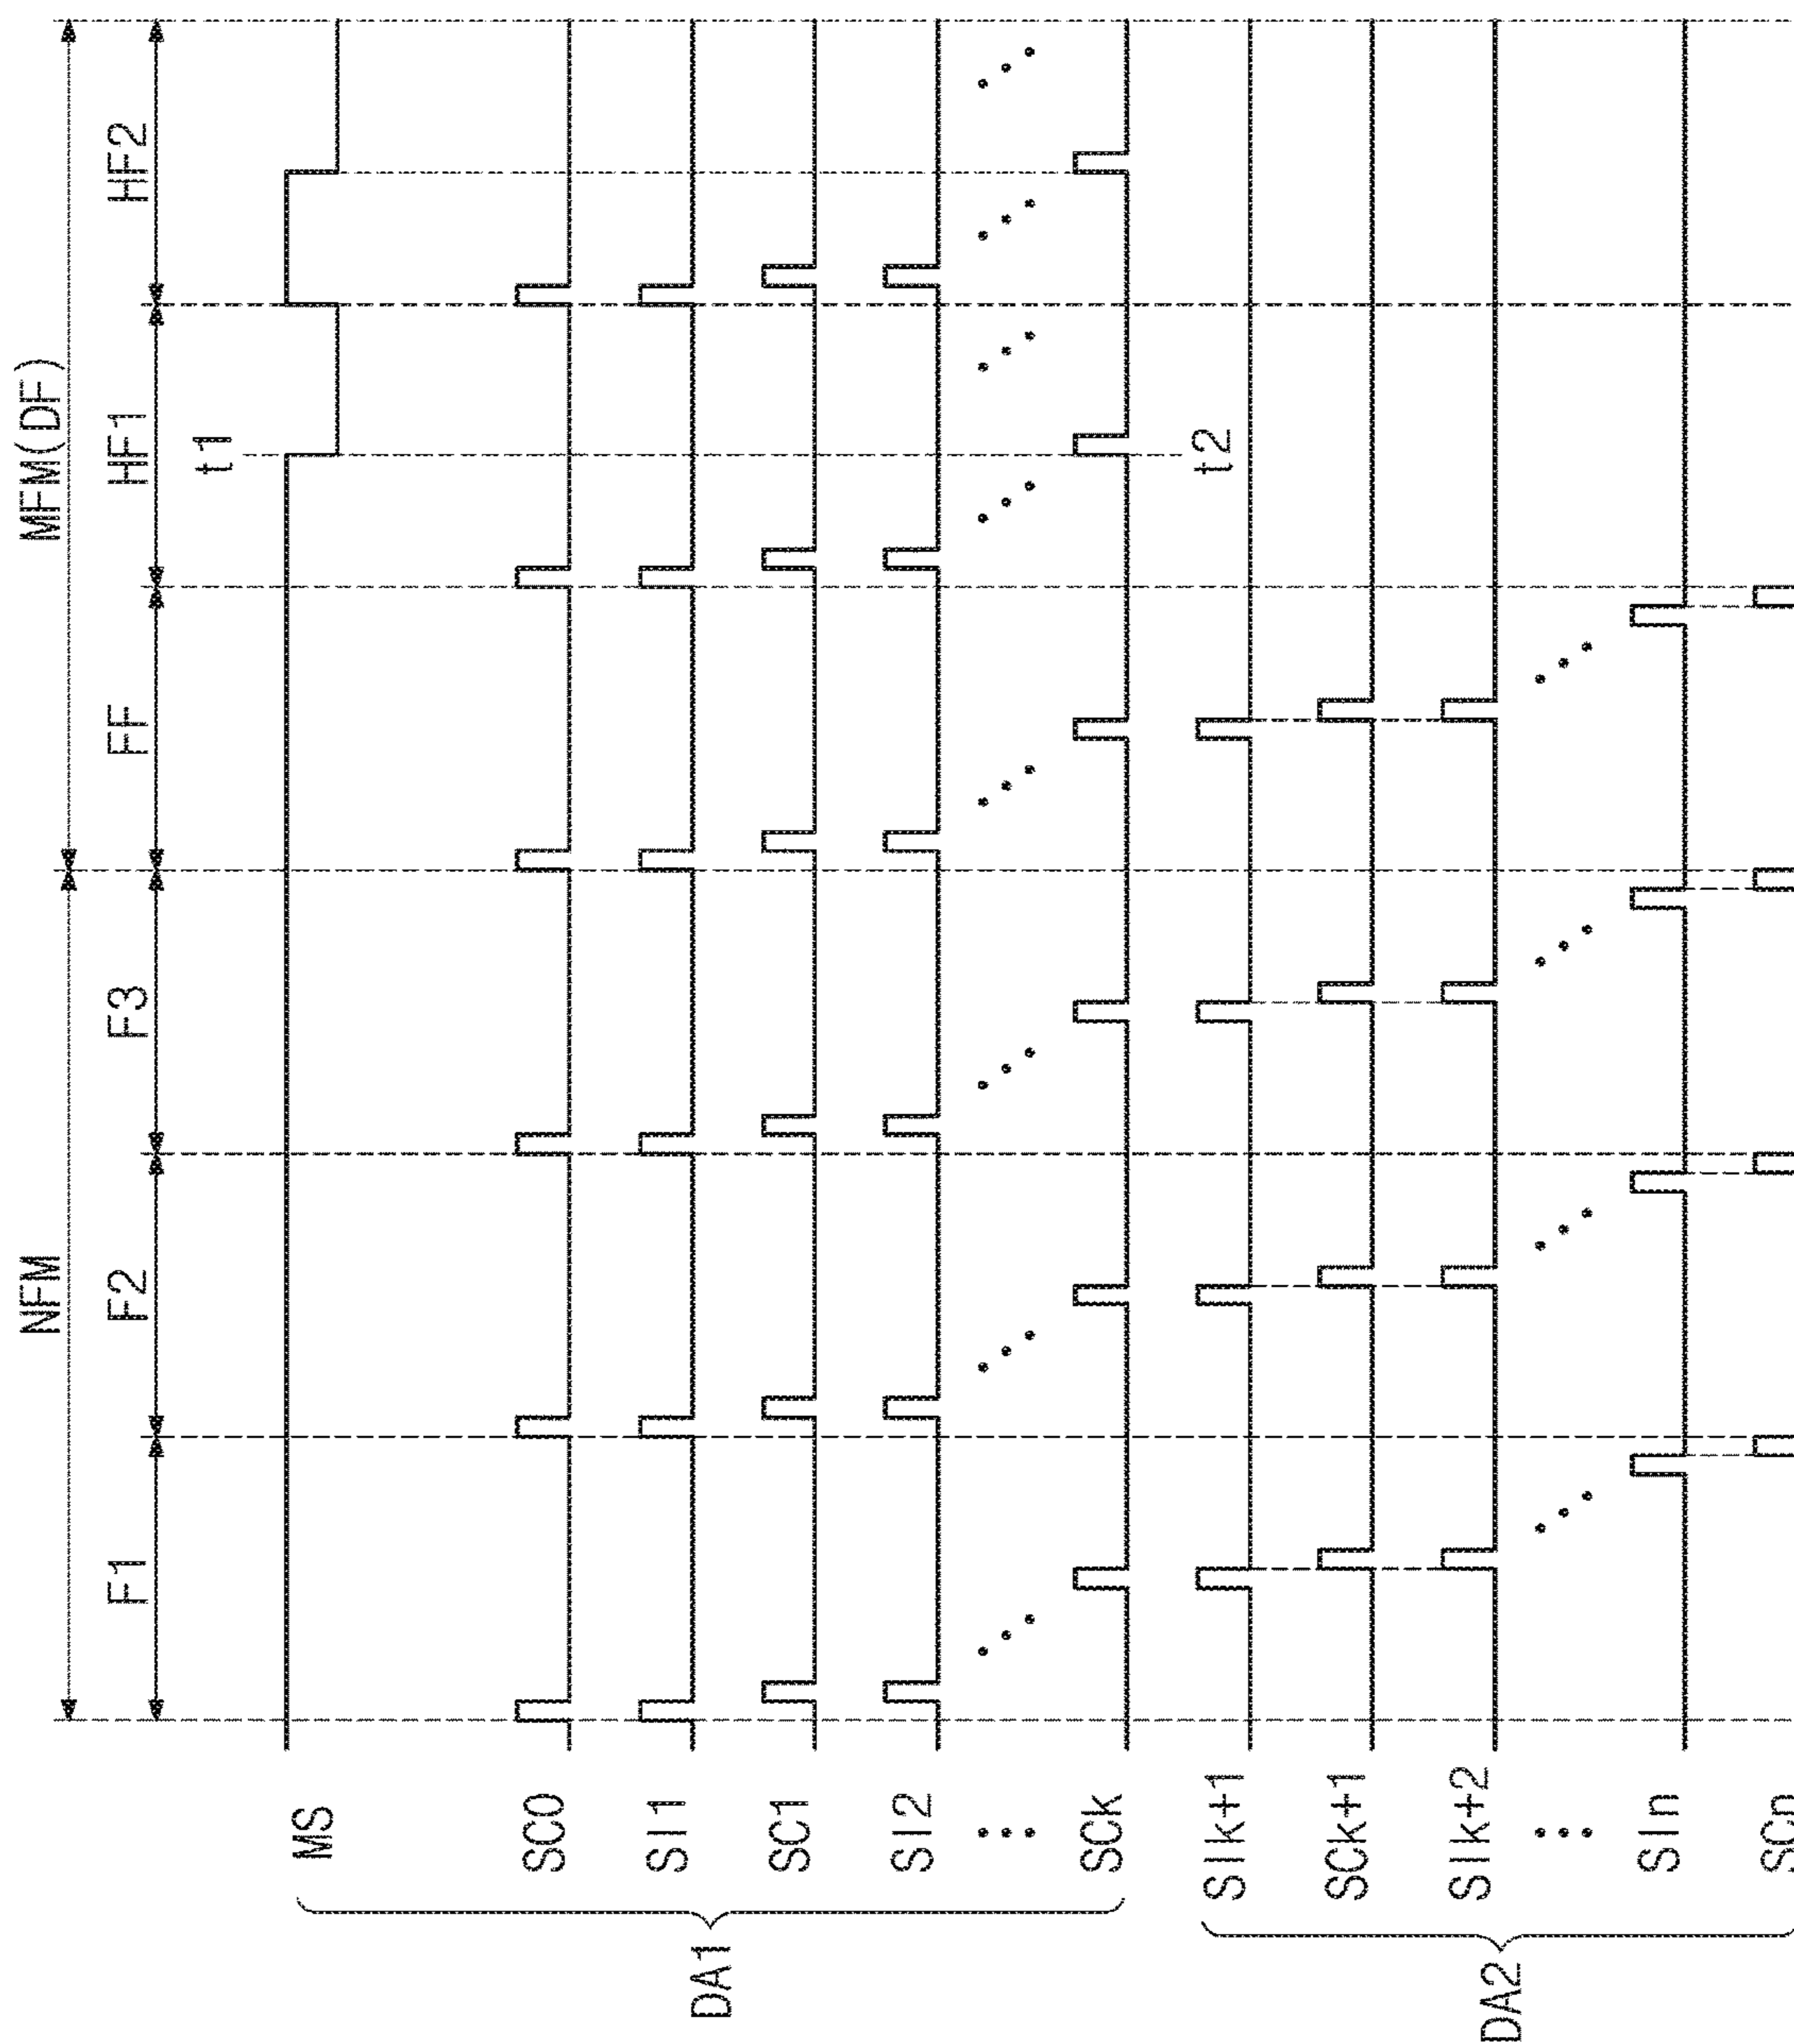 NFM MFM(DF)
F1 F2 F3 FF HF1 HF2
t1
MS
SC0
SI1
SC1
SI2
SCk
t2
SIk+1
SCk+1
SIk+2
SIn
SCn
DA1
DA2